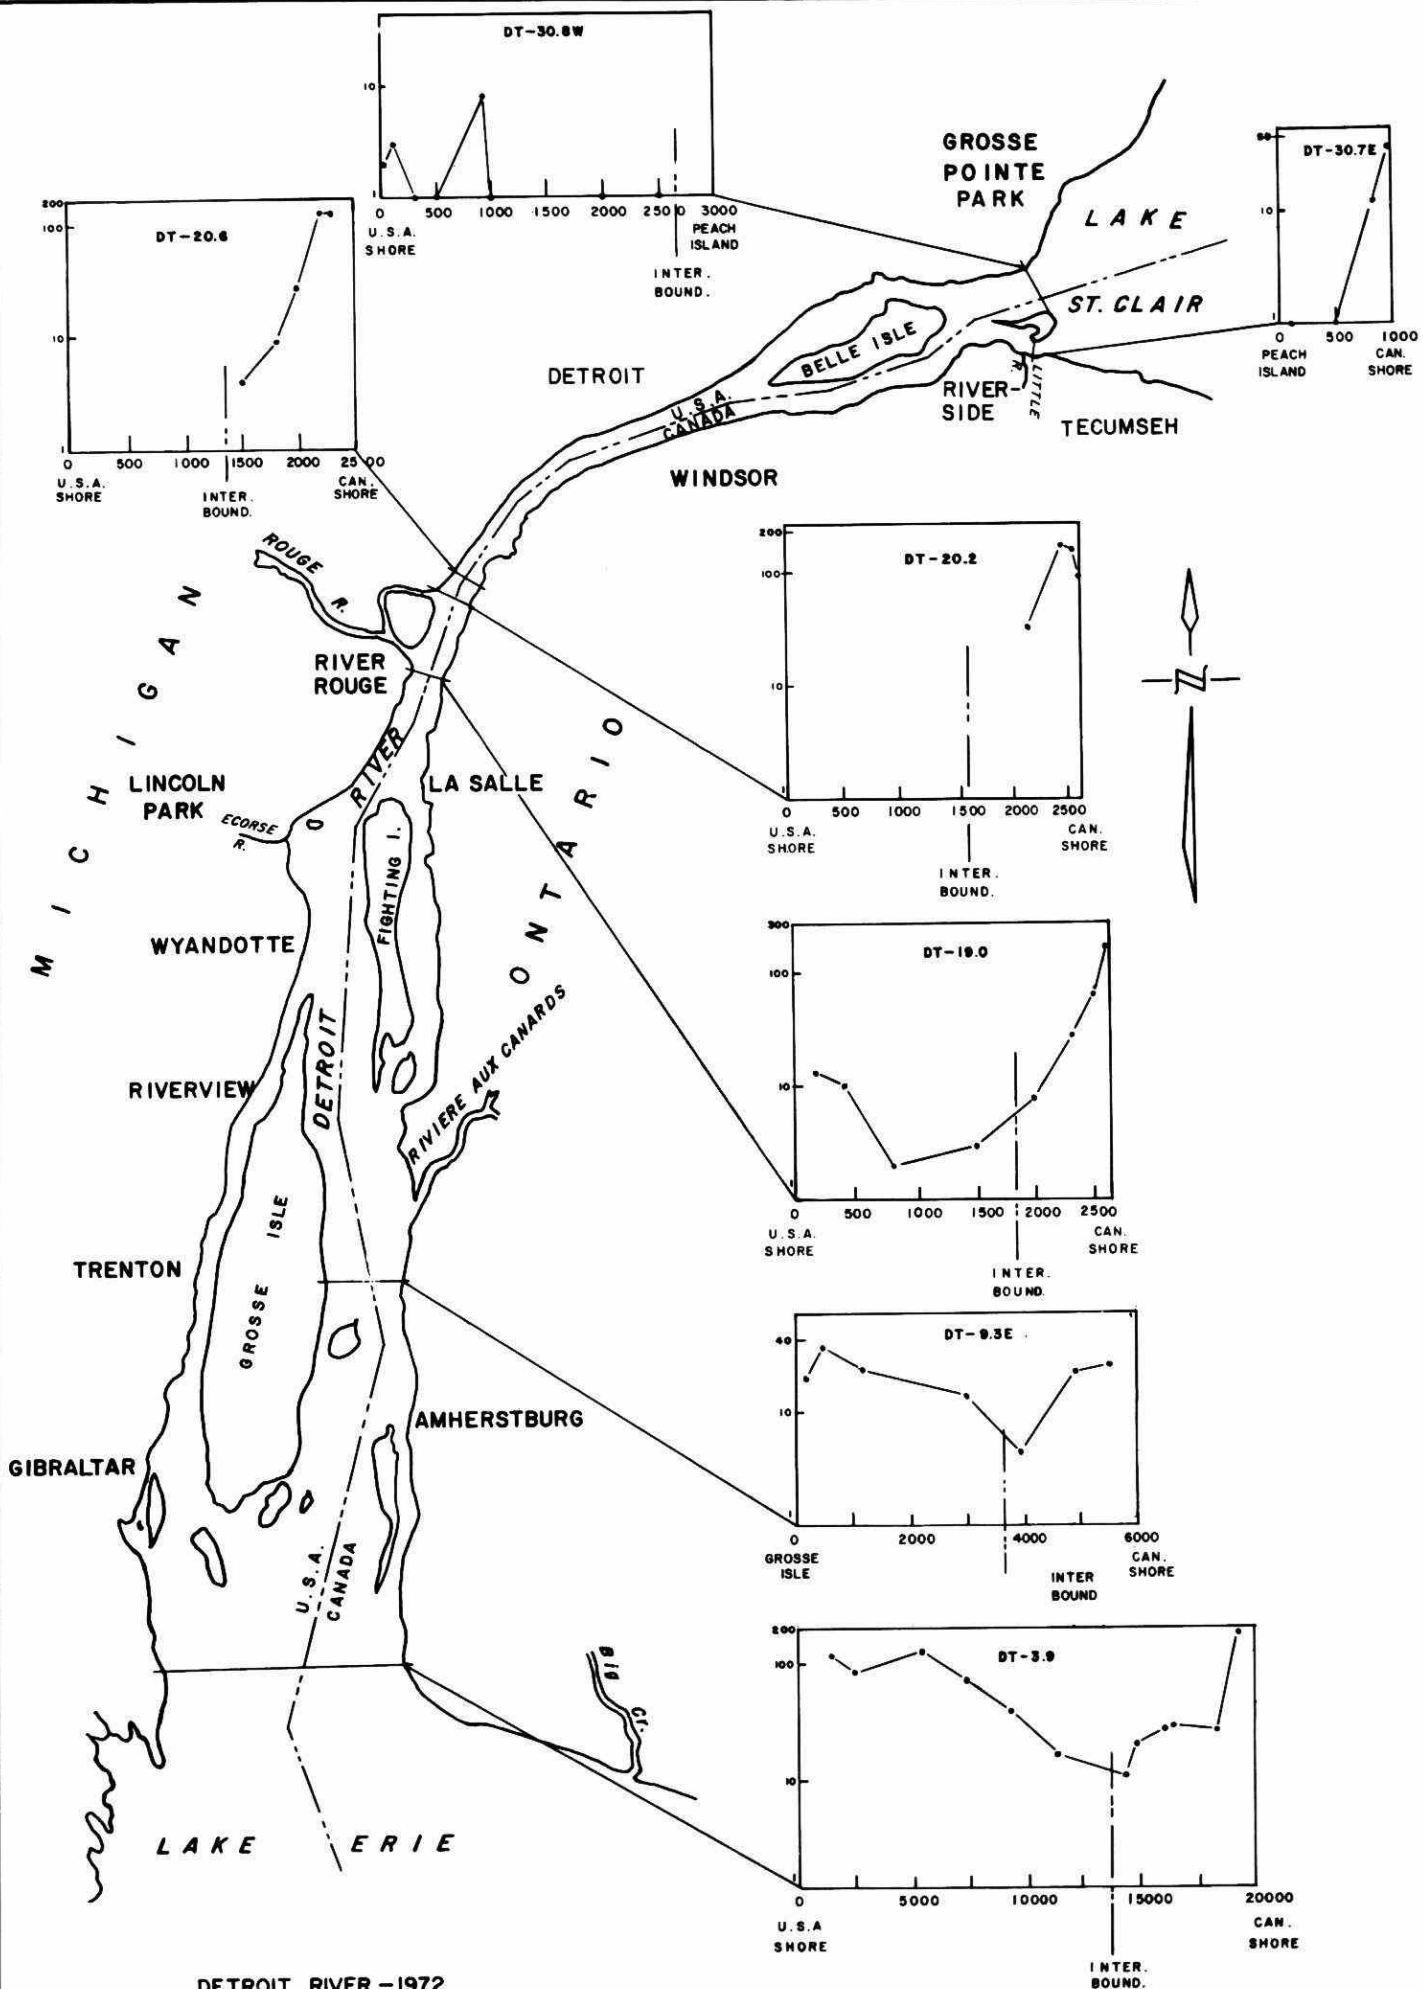 DT-30.8W
10
1
0 500 1000 1500 2000 2500 3000
U.S.A. SHORE
PEACH ISLAND
INTER. BOUND.
GROSSE POINTE PARK
LAKE ST. CLAIR
DT-30.7E
50
10
0 500 1000
PEACH ISLAND
CAN. SHORE
DT-20.6
200
100
10
1
0 500 1000 1500 2000 2500
U.S.A. SHORE
INTER. BOUND.
CAN. SHORE
BELLE ISLE
DETROIT
U.S.A.
CANADA
RIVER-SIDE
LITTLE R.
TECUMSEH
WINDSOR
ROUGE R.
MICHIGAN
RIVER ROUGE
DT-20.2
200
100
10
0 500 1000 1500 2000 2500
U.S.A. SHORE
INTER. BOUND.
CAN. SHORE
LINCOLN PARK
ECORSE R.
DETROIT RIVER
LA SALLE
ONTARIO
FIGHTING I.
WYANDOTTE
DT-19.0
300
100
10
0 500 1000 1500 2000 2500
U.S.A. SHORE
INTER. BOUND.
CAN. SHORE
RIVIERE AUX CANARDS
RIVERVIEW
GROSSE ISLE
TRENTON
DT-9.3E
40
10
0 2000 4000 6000
GROSSE ISLE
INTER BOUND
CAN. SHORE
AMHERSTBURG
GIBRALTAR
U.S.A.
CANADA
DT-3.9
200
100
10
0 5000 10000 15000 20000
U.S.A SHORE
INTER. BOUND.
CAN. SHORE
BIG Cr.
LAKE ERIE
DETROIT RIVER - 1972